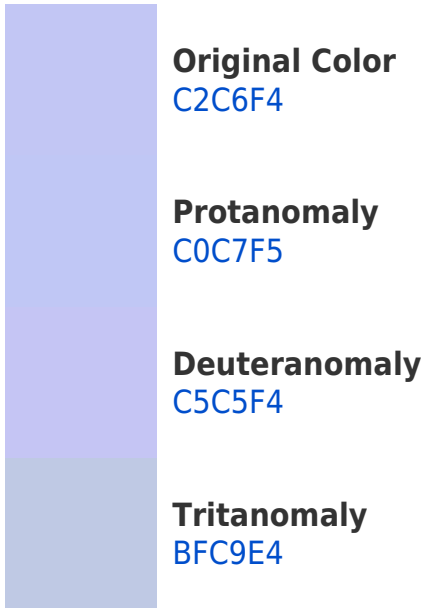 Original Color
C2C6F4
Protanomaly
C0C7F5
Deuteranomaly
C5C5F4
Tritanomaly
BFC9E4